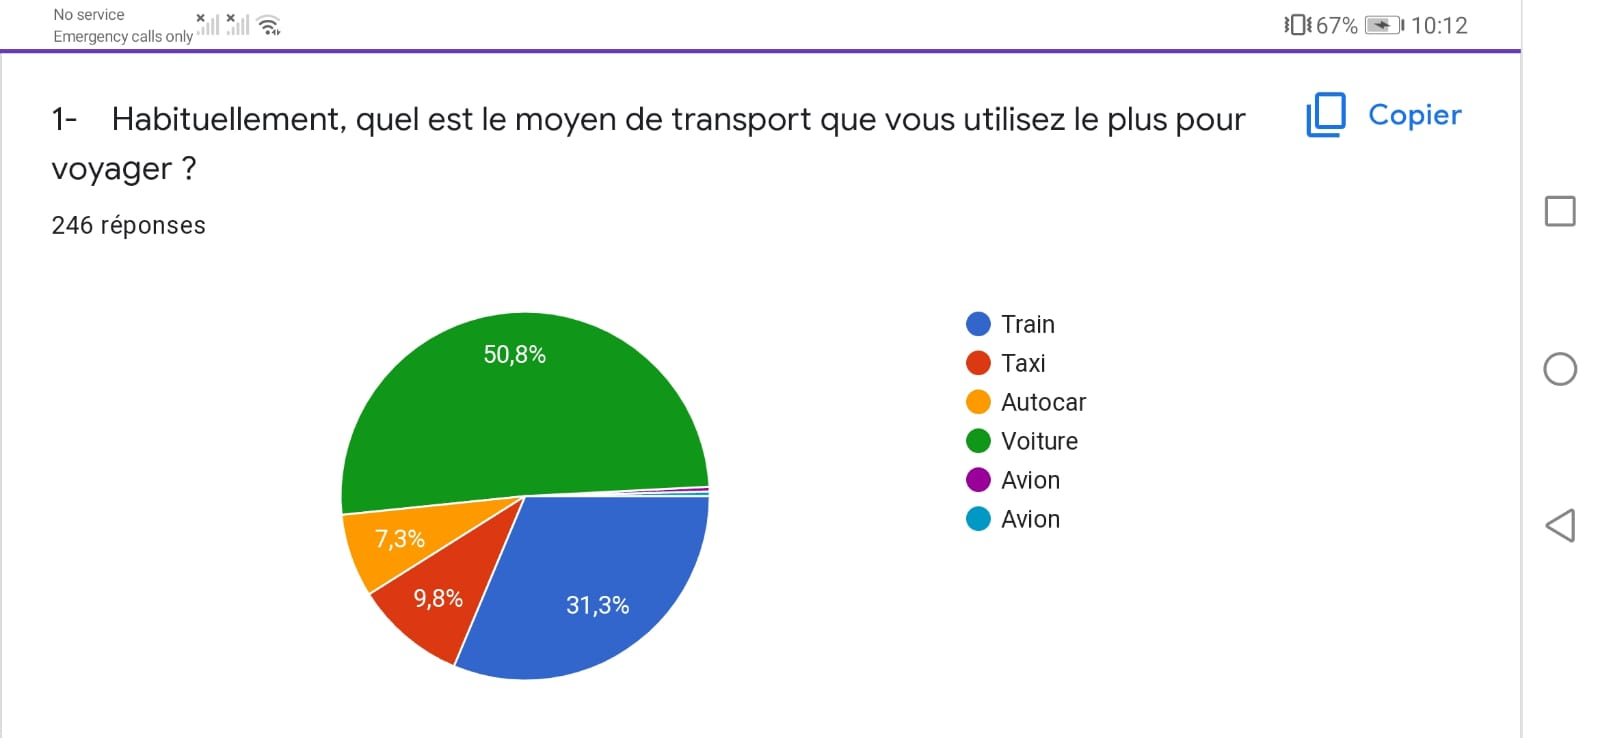 No service
Emergency calls only
67% 10:12
1- Habituellement, quel est le moyen de transport que vous utilisez le plus pour
voyager ?
Copier
246 réponses
50,8%
7,3%
9,8%
31,3%
Train
Taxi
Autocar
Voiture
Avion
Avion